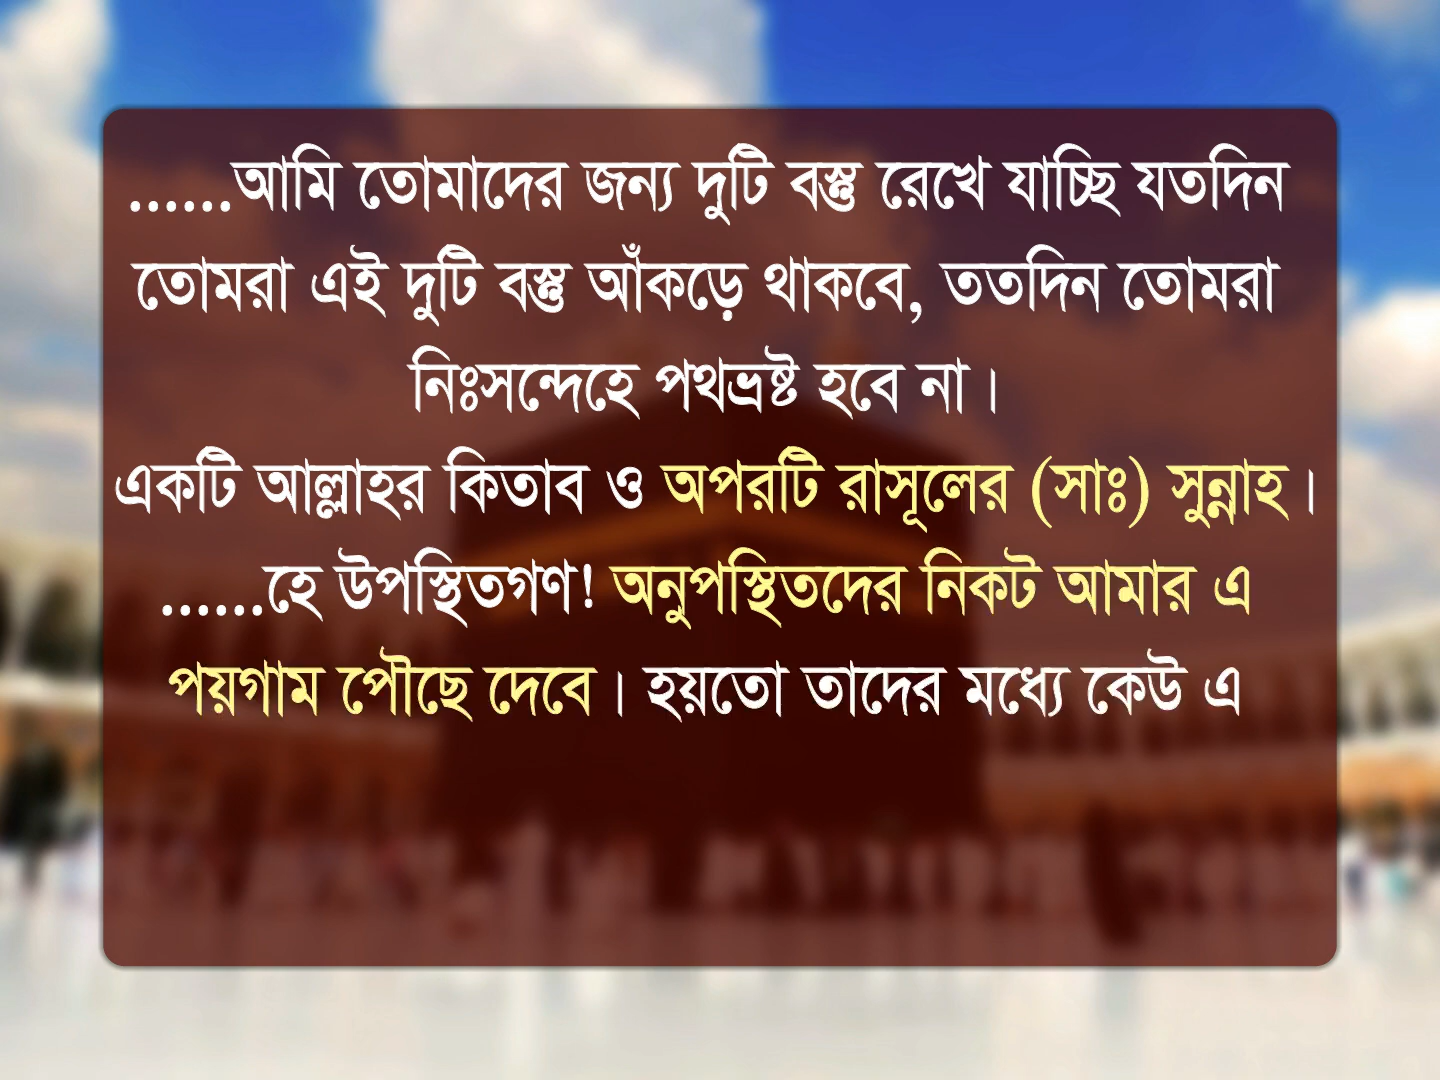 ......আমি তোমাদের জন্য দুটি বস্তু রেখে যাচ্ছি যতদিন
তোমরা এই দুটি বস্তু আঁকড়ে থাকবে, ততদিন তোমরা
নিঃসন্দেহে পথভ্রষ্ট হবে না।
একটি আল্লাহর কিতাব ও অপরটি রাসূলের (সাঃ) সুন্নাহ।
......হে উপস্থিতগণ! অনুপস্থিতদের নিকট আমার এ
পয়গাম পৌছে দেবে। হয়তো তাদের মধ্যে কেউ এ